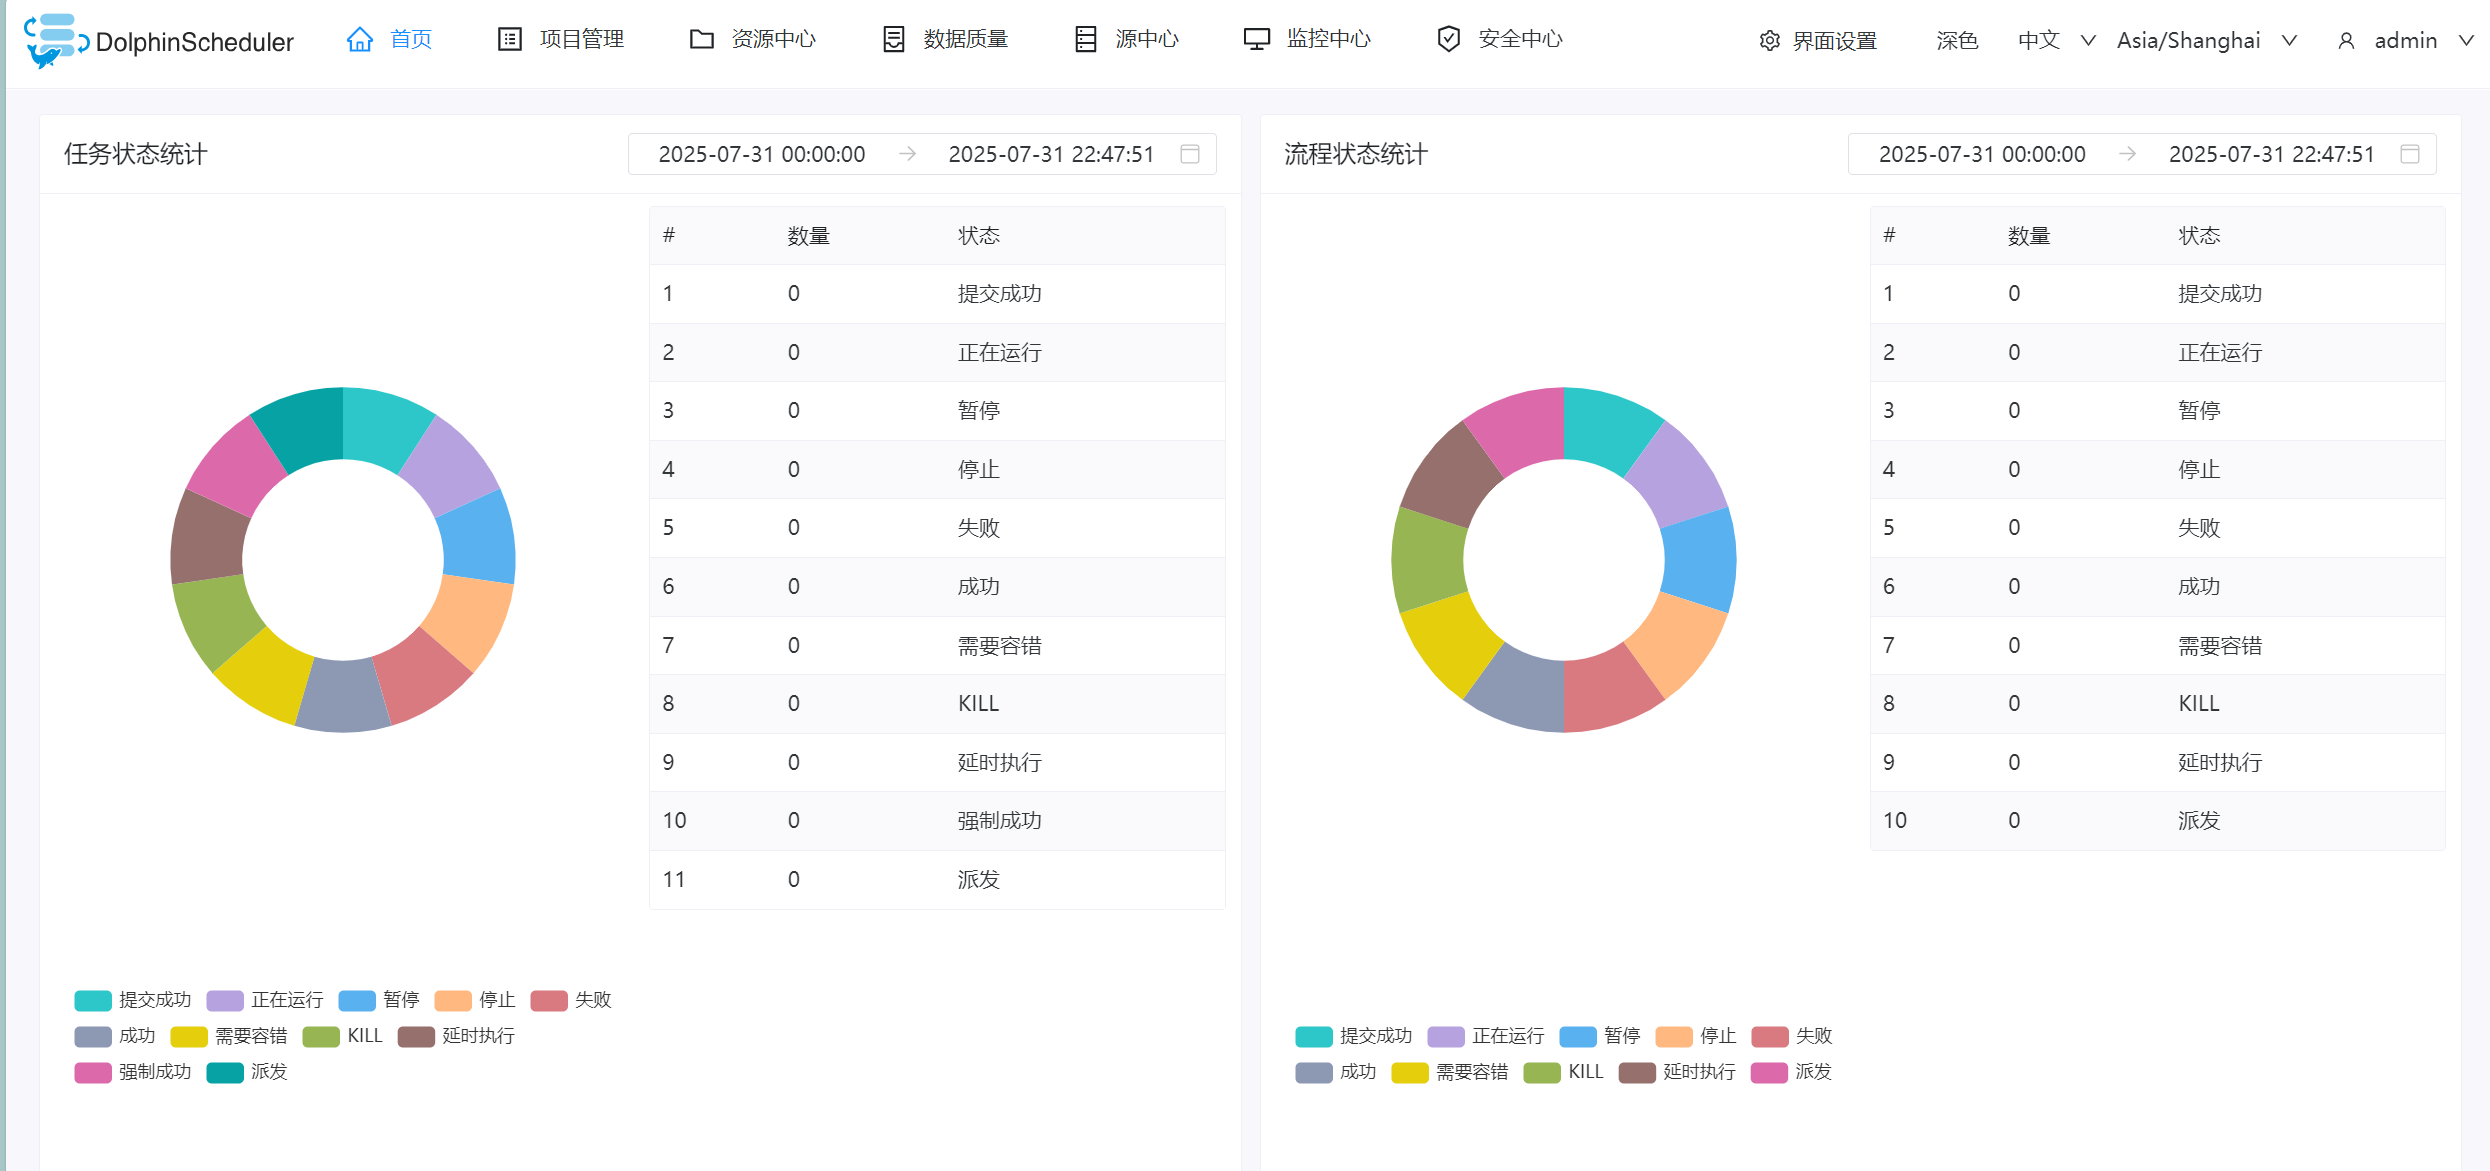 DolphinScheduler 首页 项目管理 资源中心 数据质量 源中心 监控中心 安全中心 界面设置 深色 中文 Asia/Shanghai admin
任务状态统计 2025-07-31 00:00:00 → 2025-07-31 22:47:51
# 数量 状态
1 0 提交成功
2 0 正在运行
3 0 暂停
4 0 停止
5 0 失败
6 0 成功
7 0 需要容错
8 0 KILL
9 0 延时执行
10 0 强制成功
11 0 派发
提交成功 正在运行 暂停 停止 失败
成功 需要容错 KILL 延时执行
强制成功 派发
流程状态统计 2025-07-31 00:00:00 → 2025-07-31 22:47:51
# 数量 状态
1 0 提交成功
2 0 正在运行
3 0 暂停
4 0 停止
5 0 失败
6 0 成功
7 0 需要容错
8 0 KILL
9 0 延时执行
10 0 派发
提交成功 正在运行 暂停 停止 失败
成功 需要容错 KILL 延时执行 派发